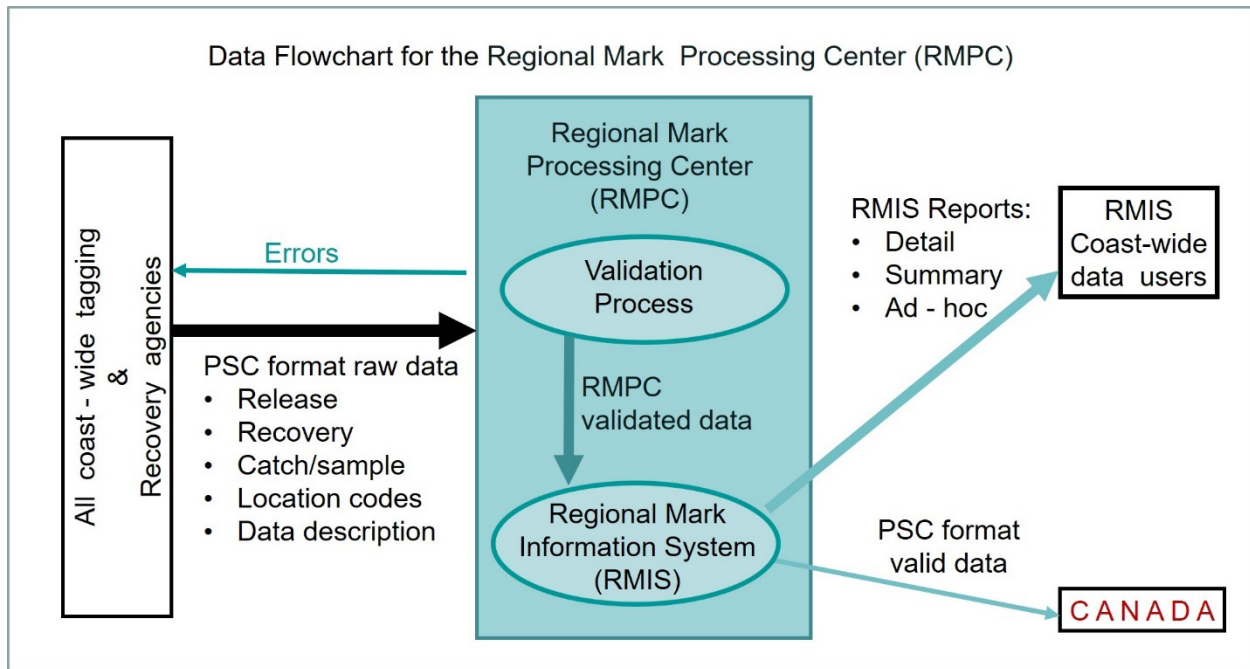 Data Flowchart for the Regional Mark Processing Center (RMPC)
All coast - wide tagging
&
Recovery agencies
Errors
PSC format raw data
• Release
• Recovery
• Catch/sample
• Location codes
• Data description
Regional Mark
Processing Center
(RMPC)
Validation
Process
RMPC
validated data
Regional Mark
Information System
(RMIS)
RMIS Reports:
• Detail
• Summary
• Ad - hoc
RMIS
Coast-wide
data users
PSC format
valid data
CANADA